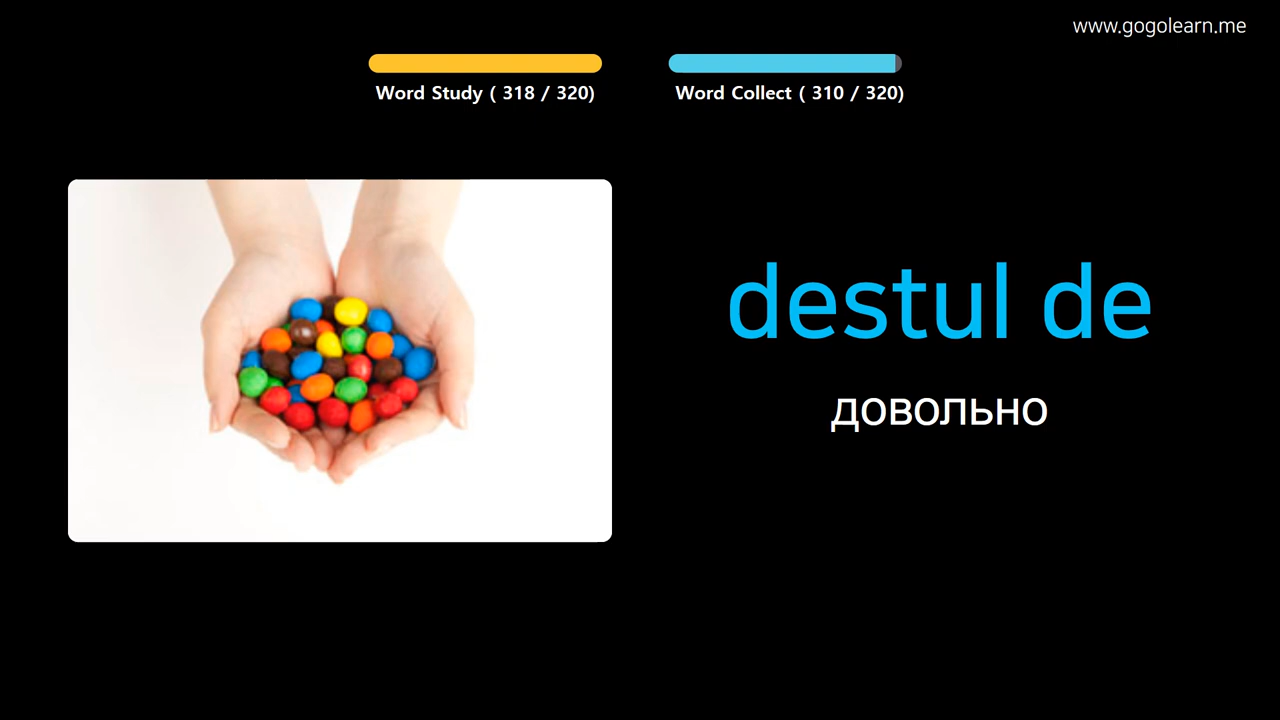 www.gogolearn.me
Word Study ( 318 / 320)
Word Collect ( 310 / 320)
destul de
довольно